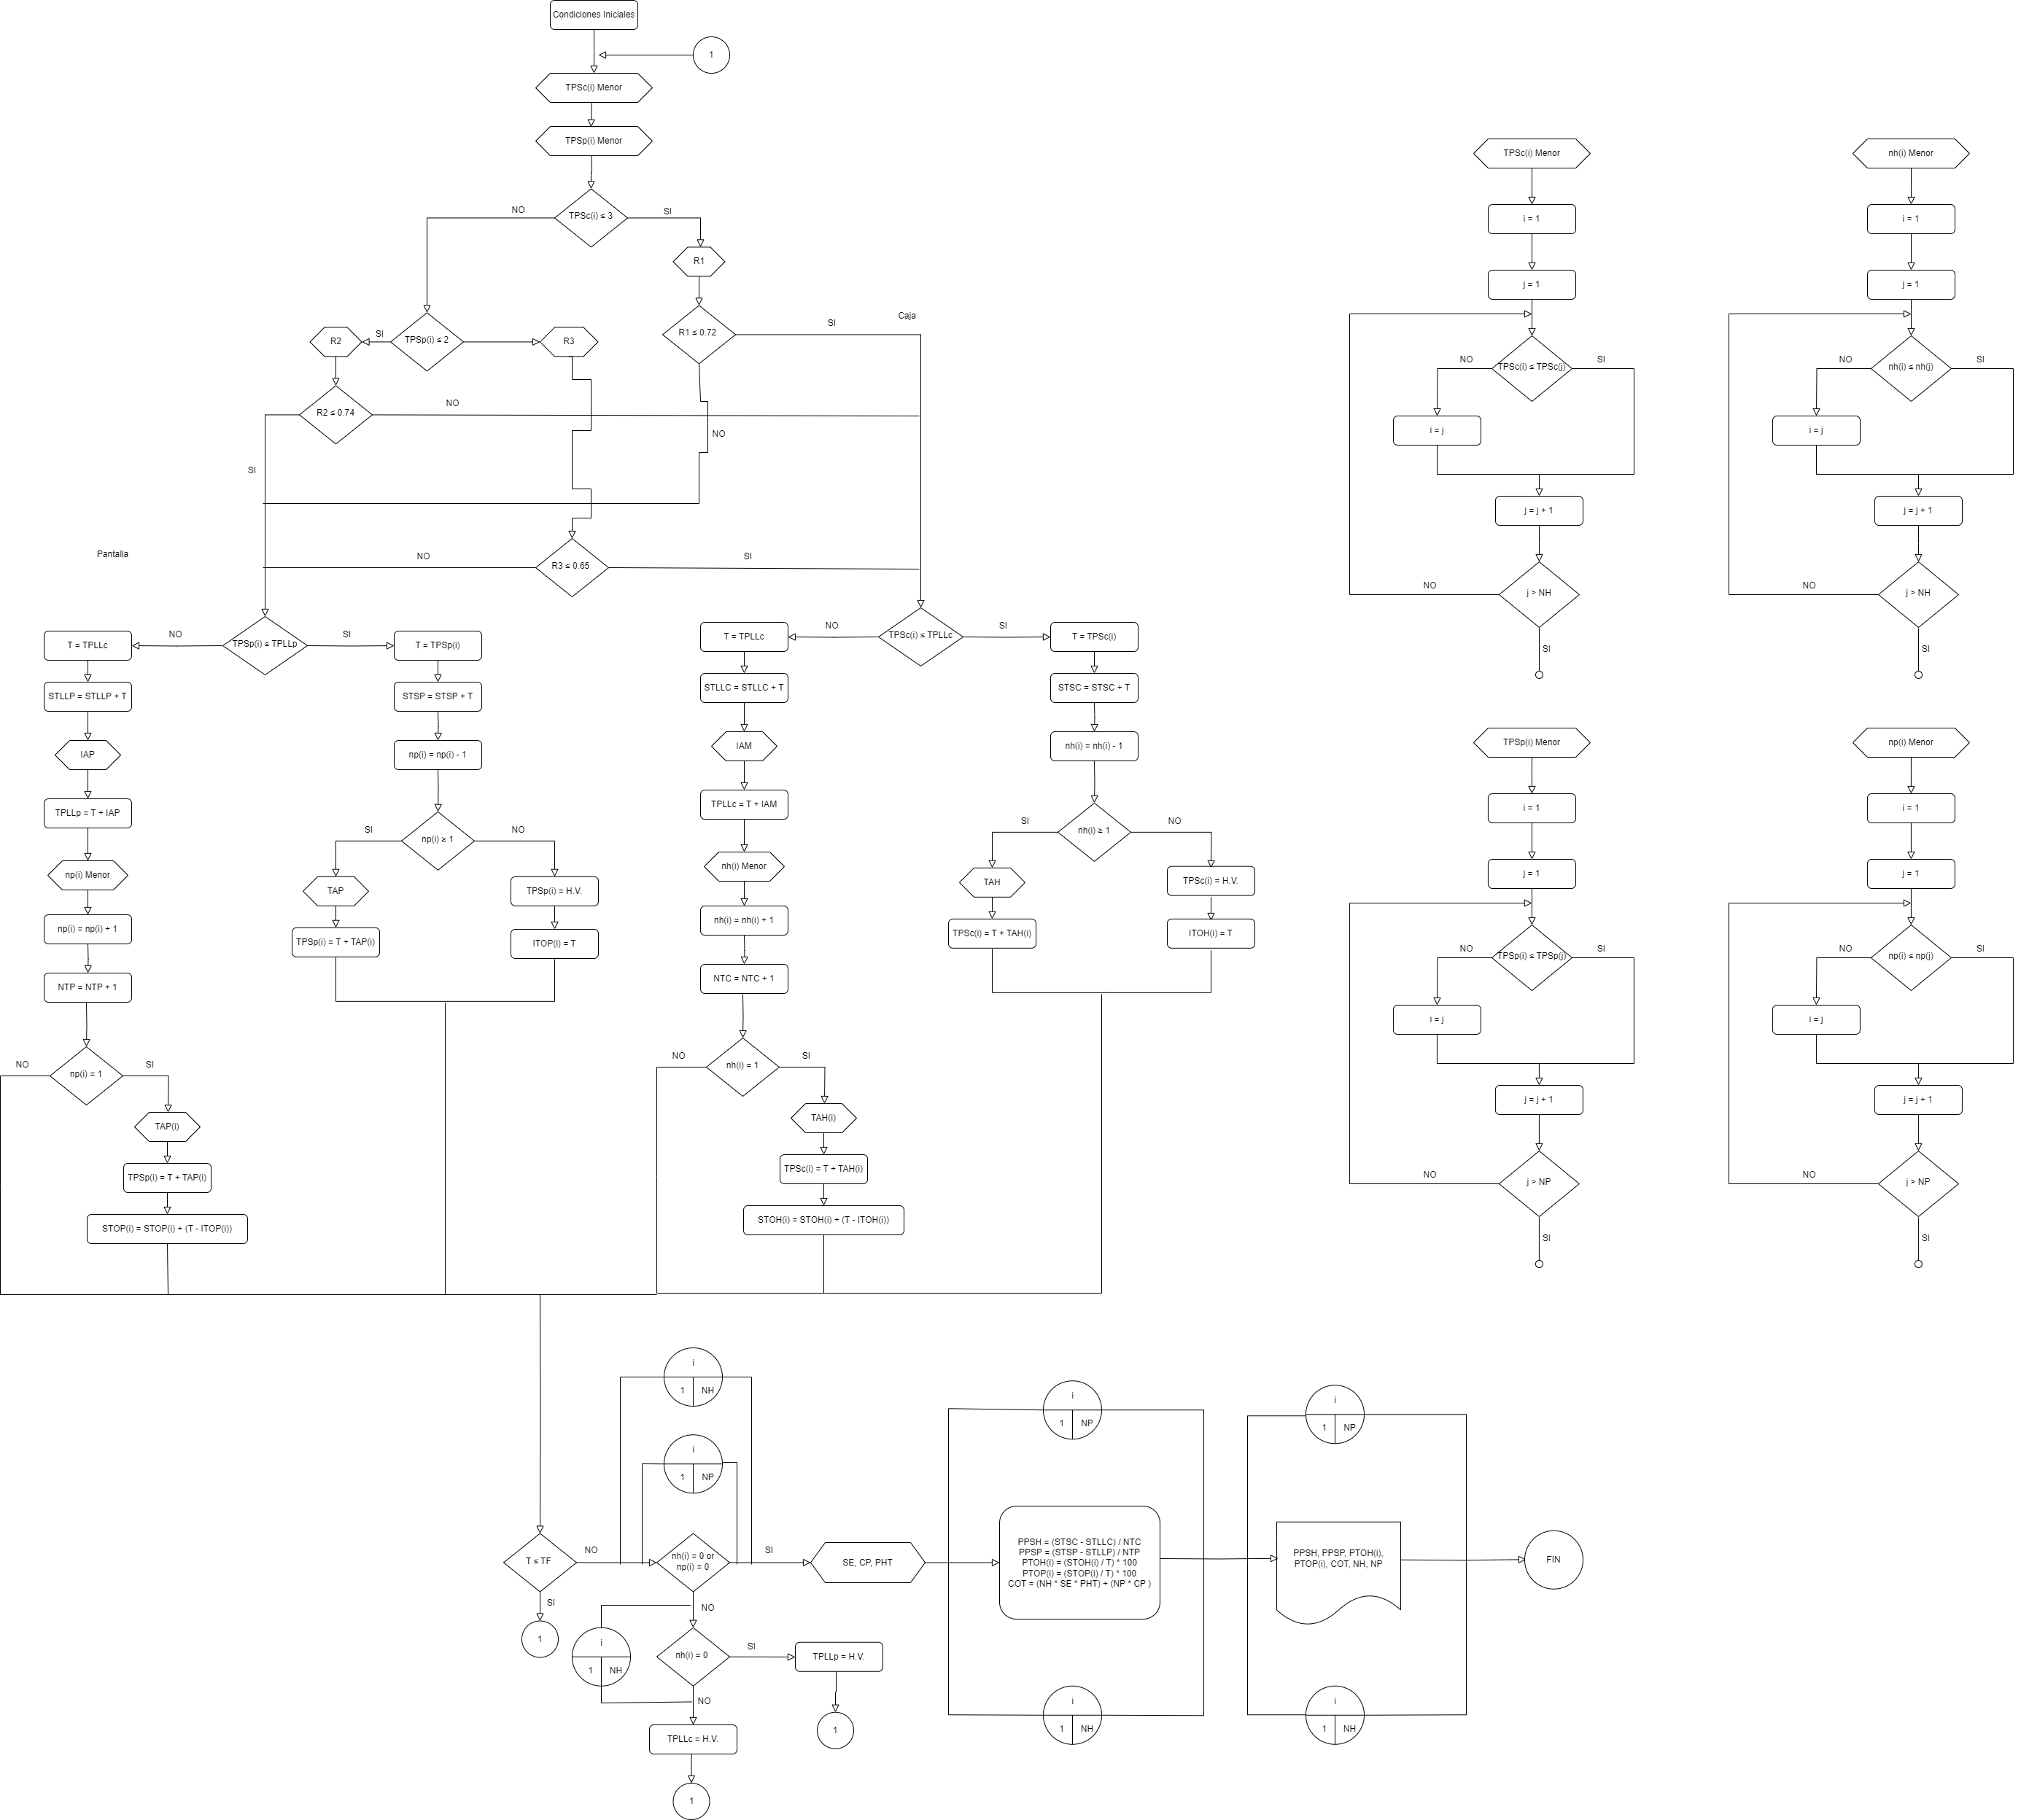 Condiciones Iniciales
1
TPSc(i) Menor
TPSp(i) Menor
TPSc(i) ≤ 3
NO
SI
R1
R1 ≤ 0.72
SI
Caja
NO
TPSp(i) ≤ 2
SI
R2
R3
R2 ≤ 0.74
NO
SI
R3 ≤ 0.65
NO
SI
Pantalla
TPSp(i) ≤ TPLLp
NO
SI
T = TPLLc
STLLP = STLLP + T
IAP
TPLLp = T + IAP
np(i) Menor
np(i) = np(i) + 1
NTP = NTP + 1
np(i) = 1
NO
SI
TAP(i)
TPSp(i) = T + TAP(i)
STOP(i) = STOP(i) + (T - ITOP(i))
T = TPSp(i)
STSP = STSP + T
np(i) = np(i) - 1
np(i) ≥ 1
SI
NO
TAP
TPSp(i) = T + TAP(i)
TPSp(i) = H.V.
ITOP(i) = T
TPSc(i) ≤ TPLLc
NO
SI
T = TPLLc
STLLC = STLLC + T
IAM
TPLLc = T + IAM
nh(i) Menor
nh(i) = nh(i) + 1
NTC = NTC + 1
nh(i) = 1
NO
SI
TAH(i)
TPSc(i) = T + TAH(i)
STOH(i) = STOH(i) + (T - ITOH(i))
T = TPSc(i)
STSC = STSC + T
nh(i) = nh(i) - 1
nh(i) ≥ 1
SI
NO
TAH
TPSc(i) = T + TAH(i)
TPSc(i) = H.V.
ITOH(i) = T
T ≤ TF
NO
SI
1
i
1 NH
i
1 NP
nh(i) = 0 or
np(i) = 0
SI
NO
i
1 NH
nh(i) = 0
SI
TPLLp = H.V.
1
NO
TPLLc = H.V.
1
SE, CP, PHT
i
1 NP
PPSH = (STSC - STLLC) / NTC
PPSP = (STSP - STLLP) / NTP
PTOH(i) = (STOH(i) / T) * 100
PTOP(i) = (STOP(i) / T) * 100
COT = (NH * SE * PHT) + (NP * CP )
i
1 NH
i
1 NP
PPSH, PPSP, PTOH(i),
PTOP(i), COT, NH, NP
i
1 NH
FIN
TPSc(i) Menor
i = 1
j = 1
TPSc(i) ≤ TPSc(j)
NO
SI
i = j
j = j + 1
j > NH
NO
SI
nh(i) Menor
i = 1
j = 1
nh(i) ≤ nh(j)
NO
SI
i = j
j = j + 1
j > NH
NO
SI
TPSp(i) Menor
i = 1
j = 1
TPSp(i) ≤ TPSp(j)
NO
SI
i = j
j = j + 1
j > NP
NO
SI
np(i) Menor
i = 1
j = 1
np(i) ≤ np(j)
NO
SI
i = j
j = j + 1
j > NP
NO
SI